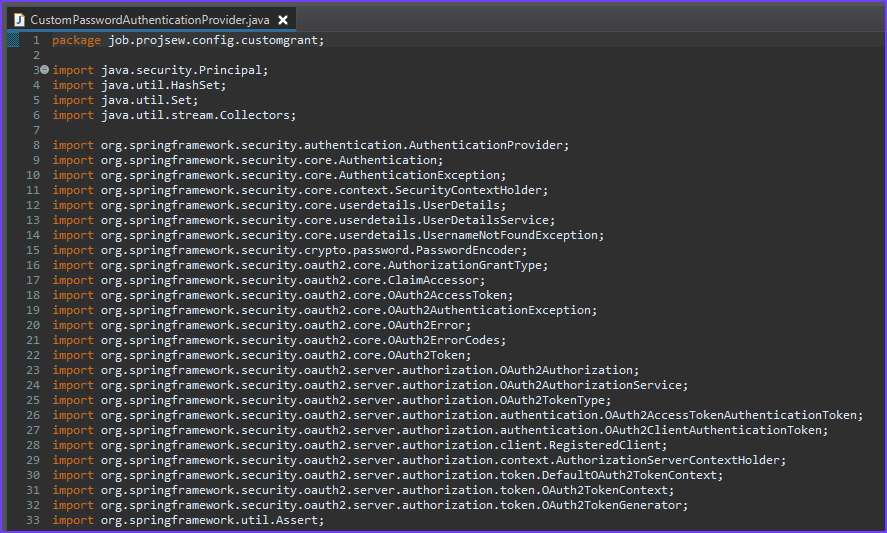 CustomPasswordAuthenticationProvider.java
1 package job.projsew.config.customgrant;
2
3 import java.security.Principal;
4 import java.util.HashSet;
5 import java.util.Set;
6 import java.util.stream.Collectors;
7
8 import org.springframework.security.authentication.AuthenticationProvider;
9 import org.springframework.security.core.Authentication;
10 import org.springframework.security.core.AuthenticationException;
11 import org.springframework.security.core.context.SecurityContextHolder;
12 import org.springframework.security.core.userdetails.UserDetails;
13 import org.springframework.security.core.userdetails.UserDetailsService;
14 import org.springframework.security.core.userdetails.UsernameNotFoundException;
15 import org.springframework.security.crypto.password.PasswordEncoder;
16 import org.springframework.security.oauth2.core.AuthorizationGrantType;
17 import org.springframework.security.oauth2.core.ClaimAccessor;
18 import org.springframework.security.oauth2.core.OAuth2AccessToken;
19 import org.springframework.security.oauth2.core.OAuth2AuthenticationException;
20 import org.springframework.security.oauth2.core.OAuth2Error;
21 import org.springframework.security.oauth2.core.OAuth2ErrorCodes;
22 import org.springframework.security.oauth2.core.OAuth2Token;
23 import org.springframework.security.oauth2.server.authorization.OAuth2Authorization;
24 import org.springframework.security.oauth2.server.authorization.OAuth2AuthorizationService;
25 import org.springframework.security.oauth2.server.authorization.OAuth2TokenType;
26 import org.springframework.security.oauth2.server.authorization.authentication.OAuth2AccessTokenAuthenticationToken;
27 import org.springframework.security.oauth2.server.authorization.authentication.OAuth2ClientAuthenticationToken;
28 import org.springframework.security.oauth2.server.authorization.client.RegisteredClient;
29 import org.springframework.security.oauth2.server.authorization.context.AuthorizationServerContextHolder;
30 import org.springframework.security.oauth2.server.authorization.token.DefaultOAuth2TokenContext;
31 import org.springframework.security.oauth2.server.authorization.token.OAuth2TokenContext;
32 import org.springframework.security.oauth2.server.authorization.token.OAuth2TokenGenerator;
33 import org.springframework.util.Assert;